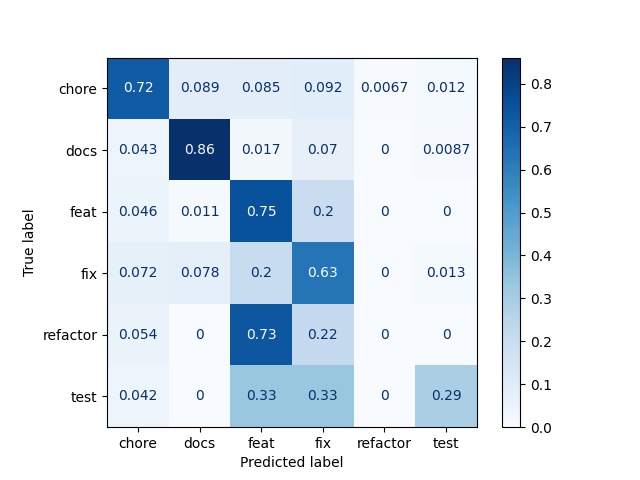 chore 0.72 0.089 0.085 0.092 0.0067 0.012
docs 0.043 0.86 0.017 0.07 0 0.0087
feat 0.046 0.011 0.75 0.2 0 0
fix 0.072 0.078 0.2 0.63 0 0.013
refactor 0.054 0 0.73 0.22 0 0
test 0.042 0 0.33 0.33 0 0.29
chore docs feat fix refactor test
Predicted label
True label
0.8
0.7
0.6
0.5
0.4
0.3
0.2
0.1
0.0